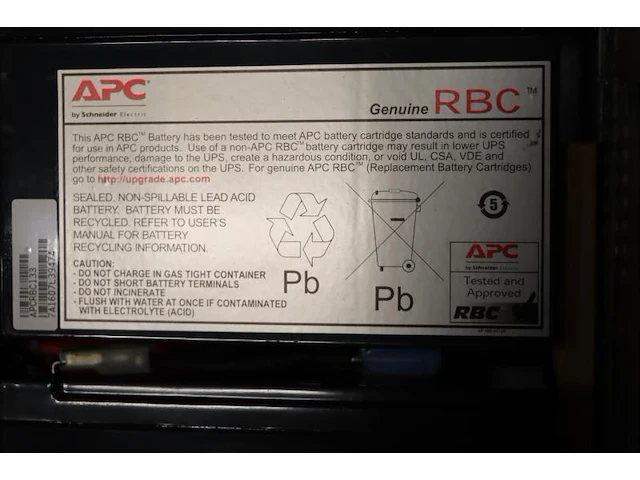 APC
by Schneider Electric
Genuine RBC™
This APC RBC™ Battery has been tested to meet APC battery cartridge standards and is certified
for use in APC products. Use of a non-APC RBC™ battery cartridge may result in lower UPS
performance, damage to the UPS, create a hazardous condition, or void UL, CSA, VDE and
other safety certifications on the UPS. For genuine APC RBC™ (Replacement Battery Cartridges)
go to http://upgrade.apc.com
SEALED, NON-SPILLABLE LEAD ACID
BATTERY. BATTERY MUST BE
RECYCLED. REFER TO USER'S
MANUAL FOR BATTERY
RECYCLING INFORMATION.
CAUTION:
- DO NOT CHARGE IN GAS TIGHT CONTAINER
- DO NOT SHORT BATTERY TERMINALS
- DO NOT INCINERATE
- FLUSH WITH WATER AT ONCE IF CONTAMINATED
WITH ELECTROLYTE (ACID)
Pb
Pb
5
APC
by Schneider Electric
Tested and
Approved
RBC
APCRBC133